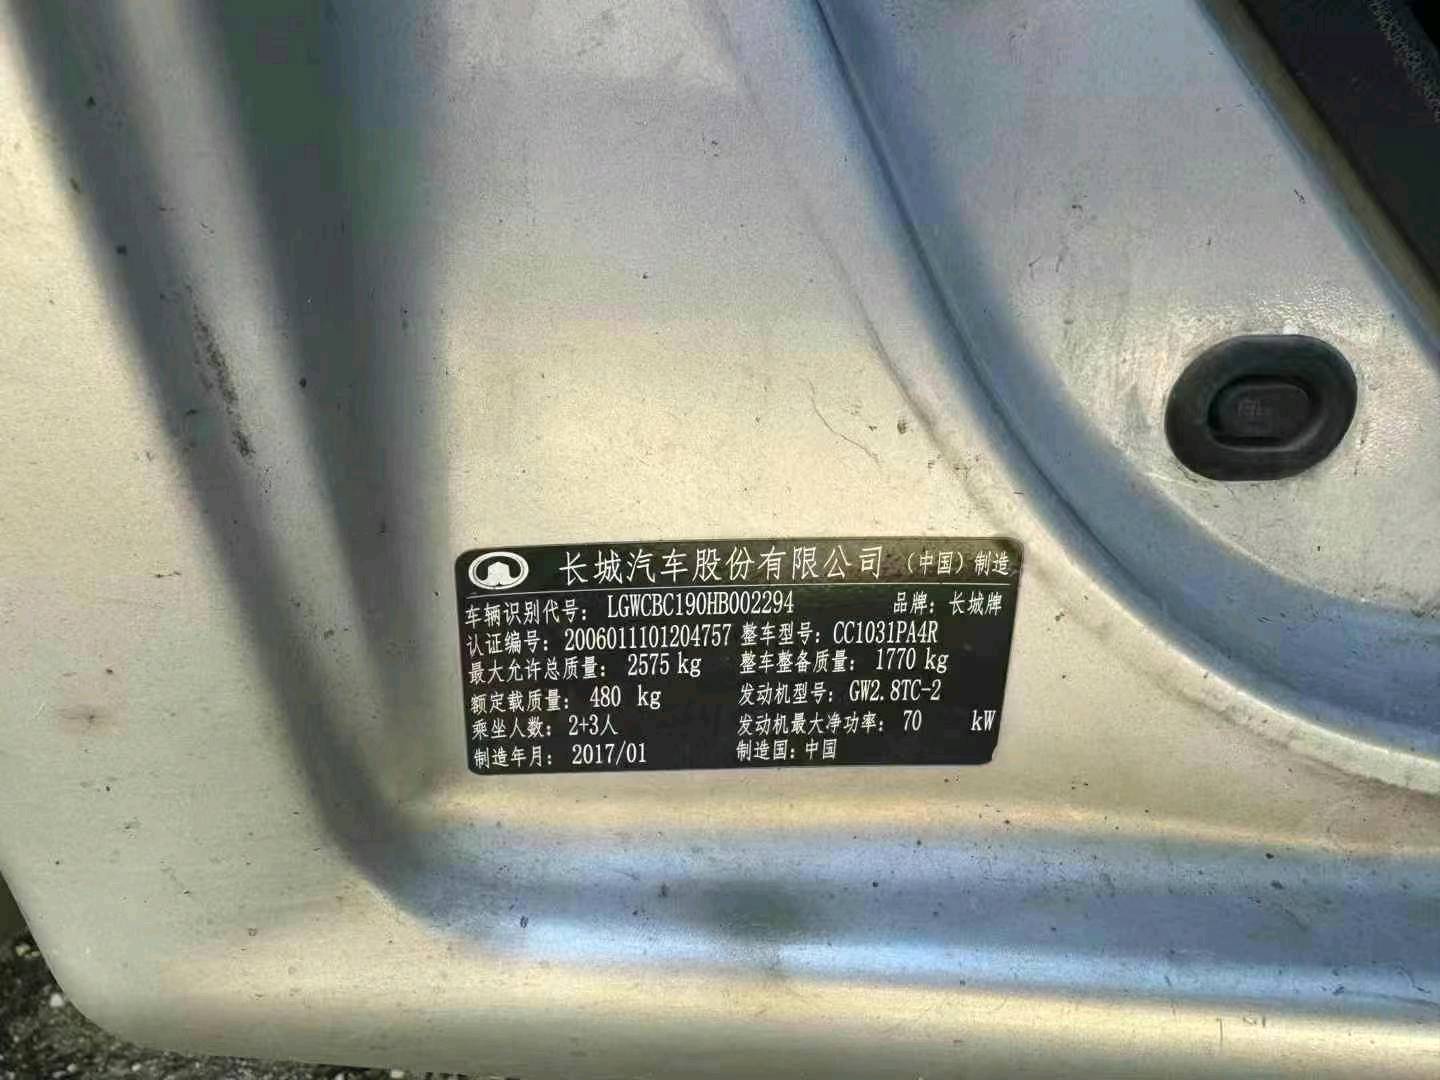 长城汽车股份有限公司 （中国）制造
车辆识别代号： LGWCBC190HB002294 品牌：长城牌
认证编号：2006011101204757 整车型号：CC1031PA4R
最大允许总质量： 2575 kg 整车整备质量： 1770 kg
额定载质量： 480 kg 发动机型号：GW2.8TC-2
乘坐人数：2+3人 发动机最大净功率： 70 kW
制造年月： 2017/01 制造国：中国